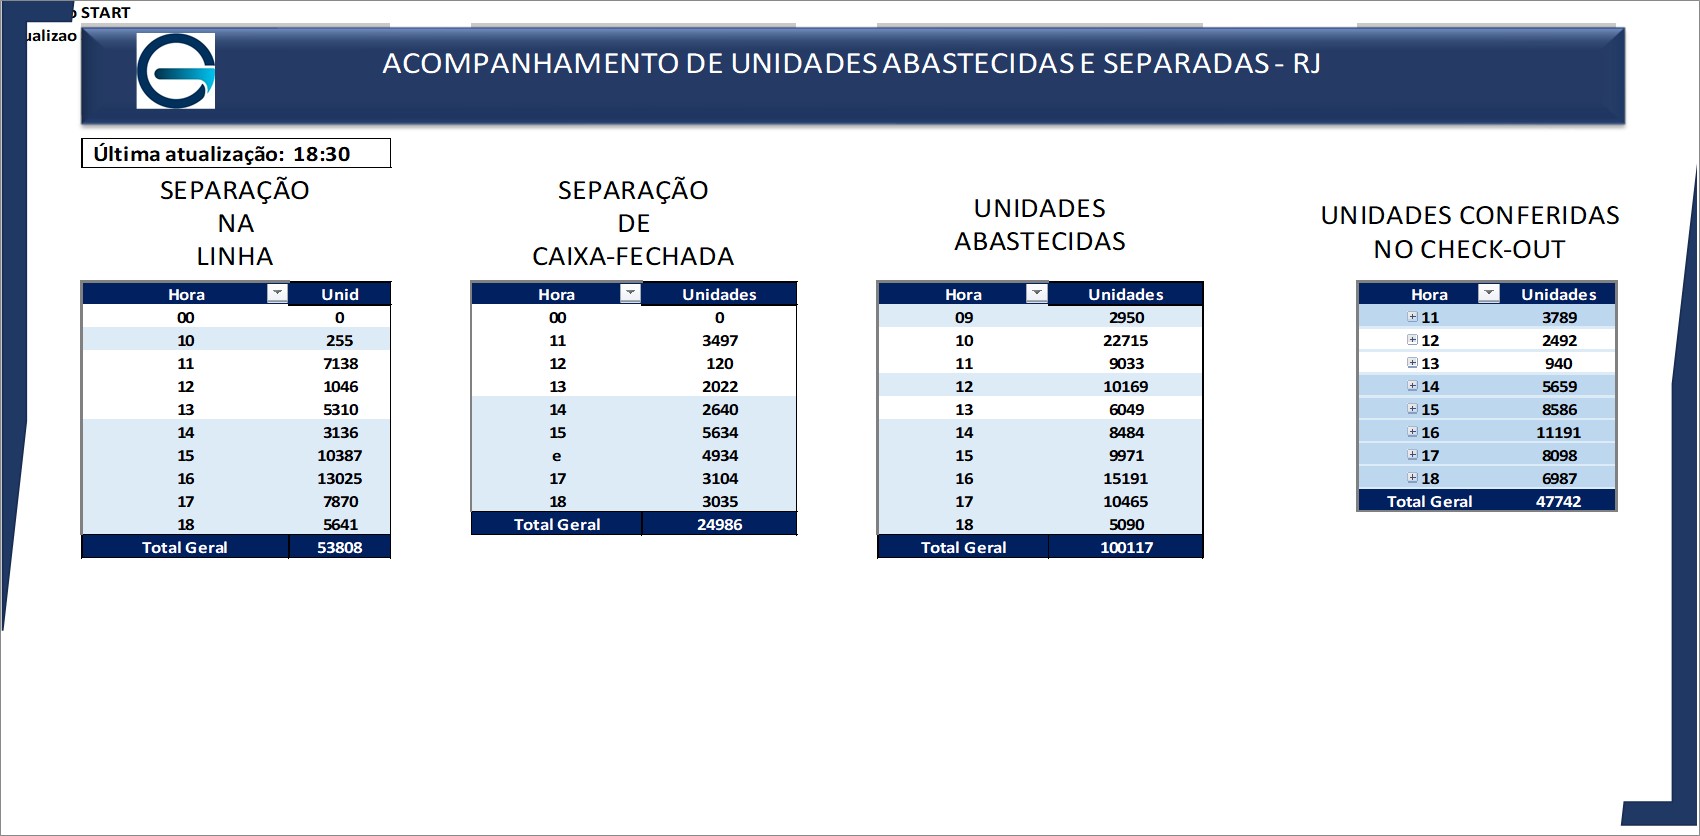 START
ualizao
ACOMPANHAMENTO DE UNIDADES ABASTECIDAS E SEPARADAS - RJ
Última atualização: 18:30
SEPARAÇÃO
NA
LINHA
Hora Unid
00 0
10 255
11 7138
12 1046
13 5310
14 3136
15 10387
16 13025
17 7870
18 5641
Total Geral 53808
SEPARAÇÃO
DE
CAIXA-FECHADA
Hora Unidades
00 0
11 3497
12 120
13 2022
14 2640
15 5634
e 4934
17 3104
18 3035
Total Geral 24986
UNIDADES
ABASTECIDAS
Hora Unidades
09 2950
10 22715
11 9033
12 10169
13 6049
14 8484
15 9971
16 15191
17 10465
18 5090
Total Geral 100117
UNIDADES CONFERIDAS
NO CHECK-OUT
Hora Unidades
11 3789
12 2492
13 940
14 5659
15 8586
16 11191
17 8098
18 6987
Total Geral 47742